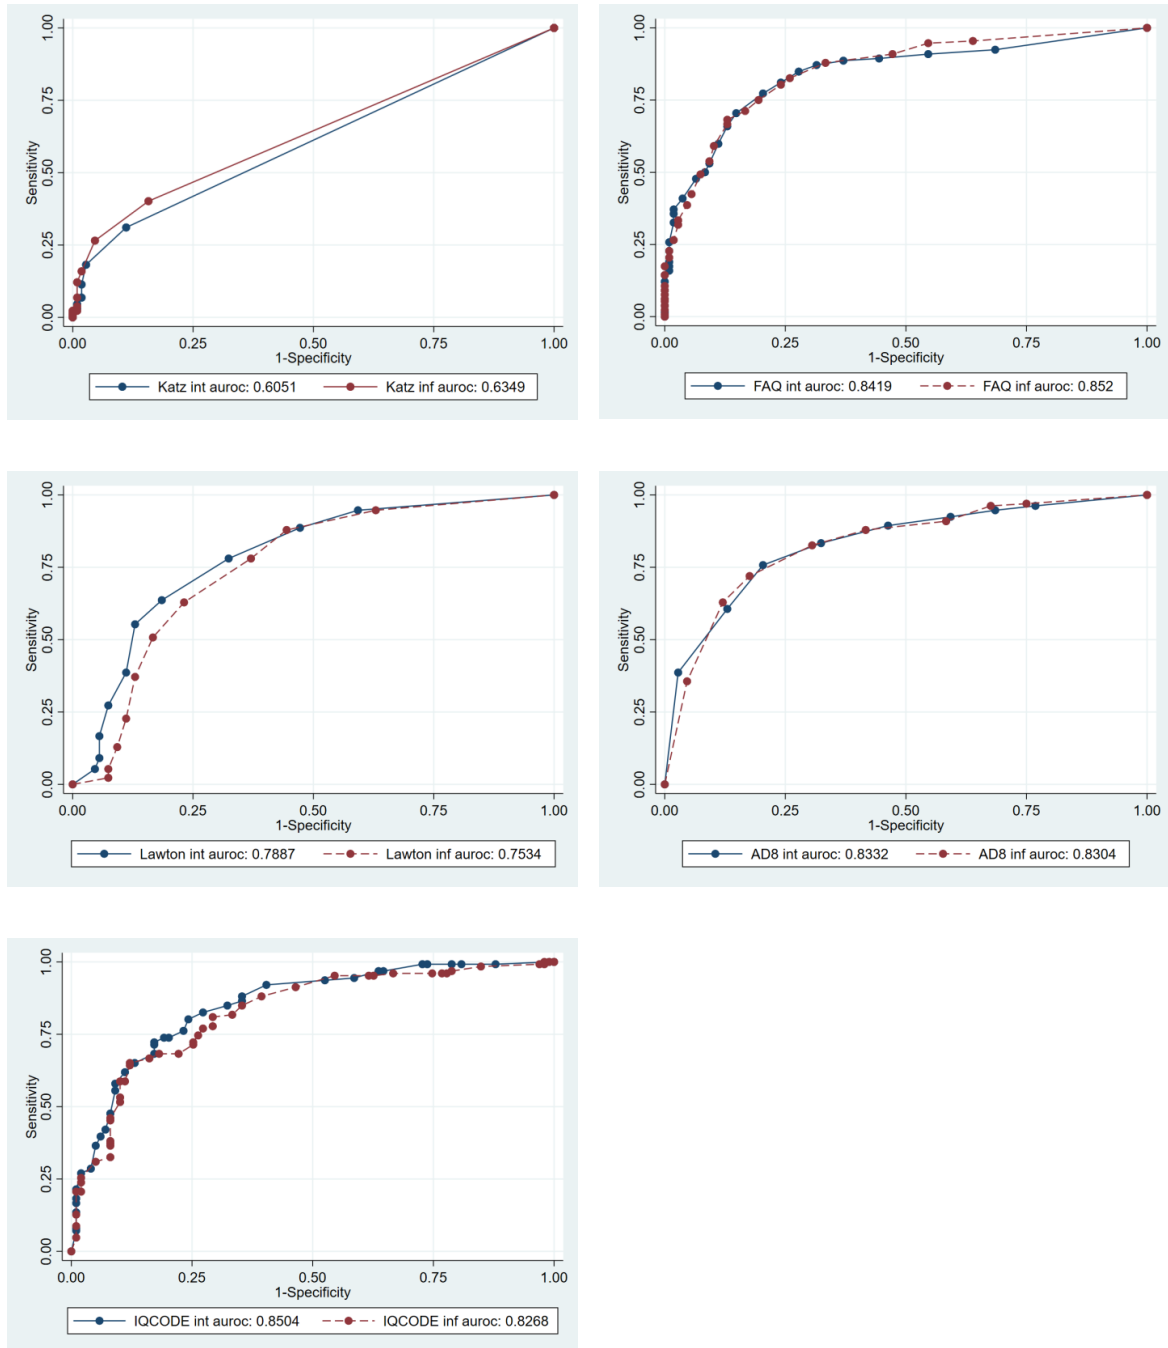 1.00
0.75
0.50
0.25
0.00
Sensitivity
0.00 0.25 0.50 0.75 1.00
1-Specificity
Katz int auroc: 0.6051 Katz inf auroc: 0.6349
1.00
0.75
0.50
0.25
0.00
Sensitivity
0.00 0.25 0.50 0.75 1.00
1-Specificity
FAQ int auroc: 0.8419 FAQ inf auroc: 0.852
1.00
0.75
0.50
0.25
0.00
Sensitivity
0.00 0.25 0.50 0.75 1.00
1-Specificity
Lawton int auroc: 0.7887 Lawton inf auroc: 0.7534
1.00
0.75
0.50
0.25
0.00
Sensitivity
0.00 0.25 0.50 0.75 1.00
1-Specificity
AD8 int auroc: 0.8332 AD8 inf auroc: 0.8304
1.00
0.75
0.50
0.25
0.00
Sensitivity
0.00 0.25 0.50 0.75 1.00
1-Specificity
IQCODE int auroc: 0.8504 IQCODE inf auroc: 0.8268